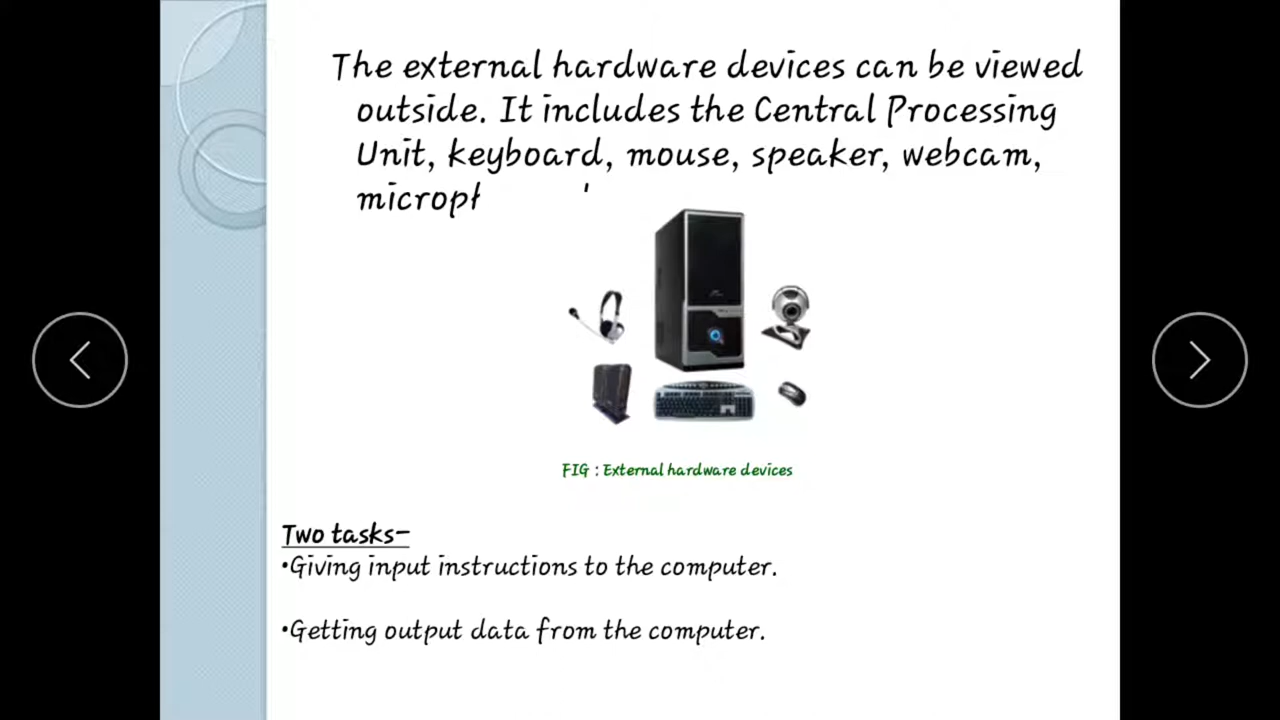 The external hardware devices can be viewed
outside. It includes the Central Processing
Unit, keyboard, mouse, speaker, webcam,
FIG : External hardware devices
Two tasks-
•Giving input instructions to the computer.
•Getting output data from the computer.